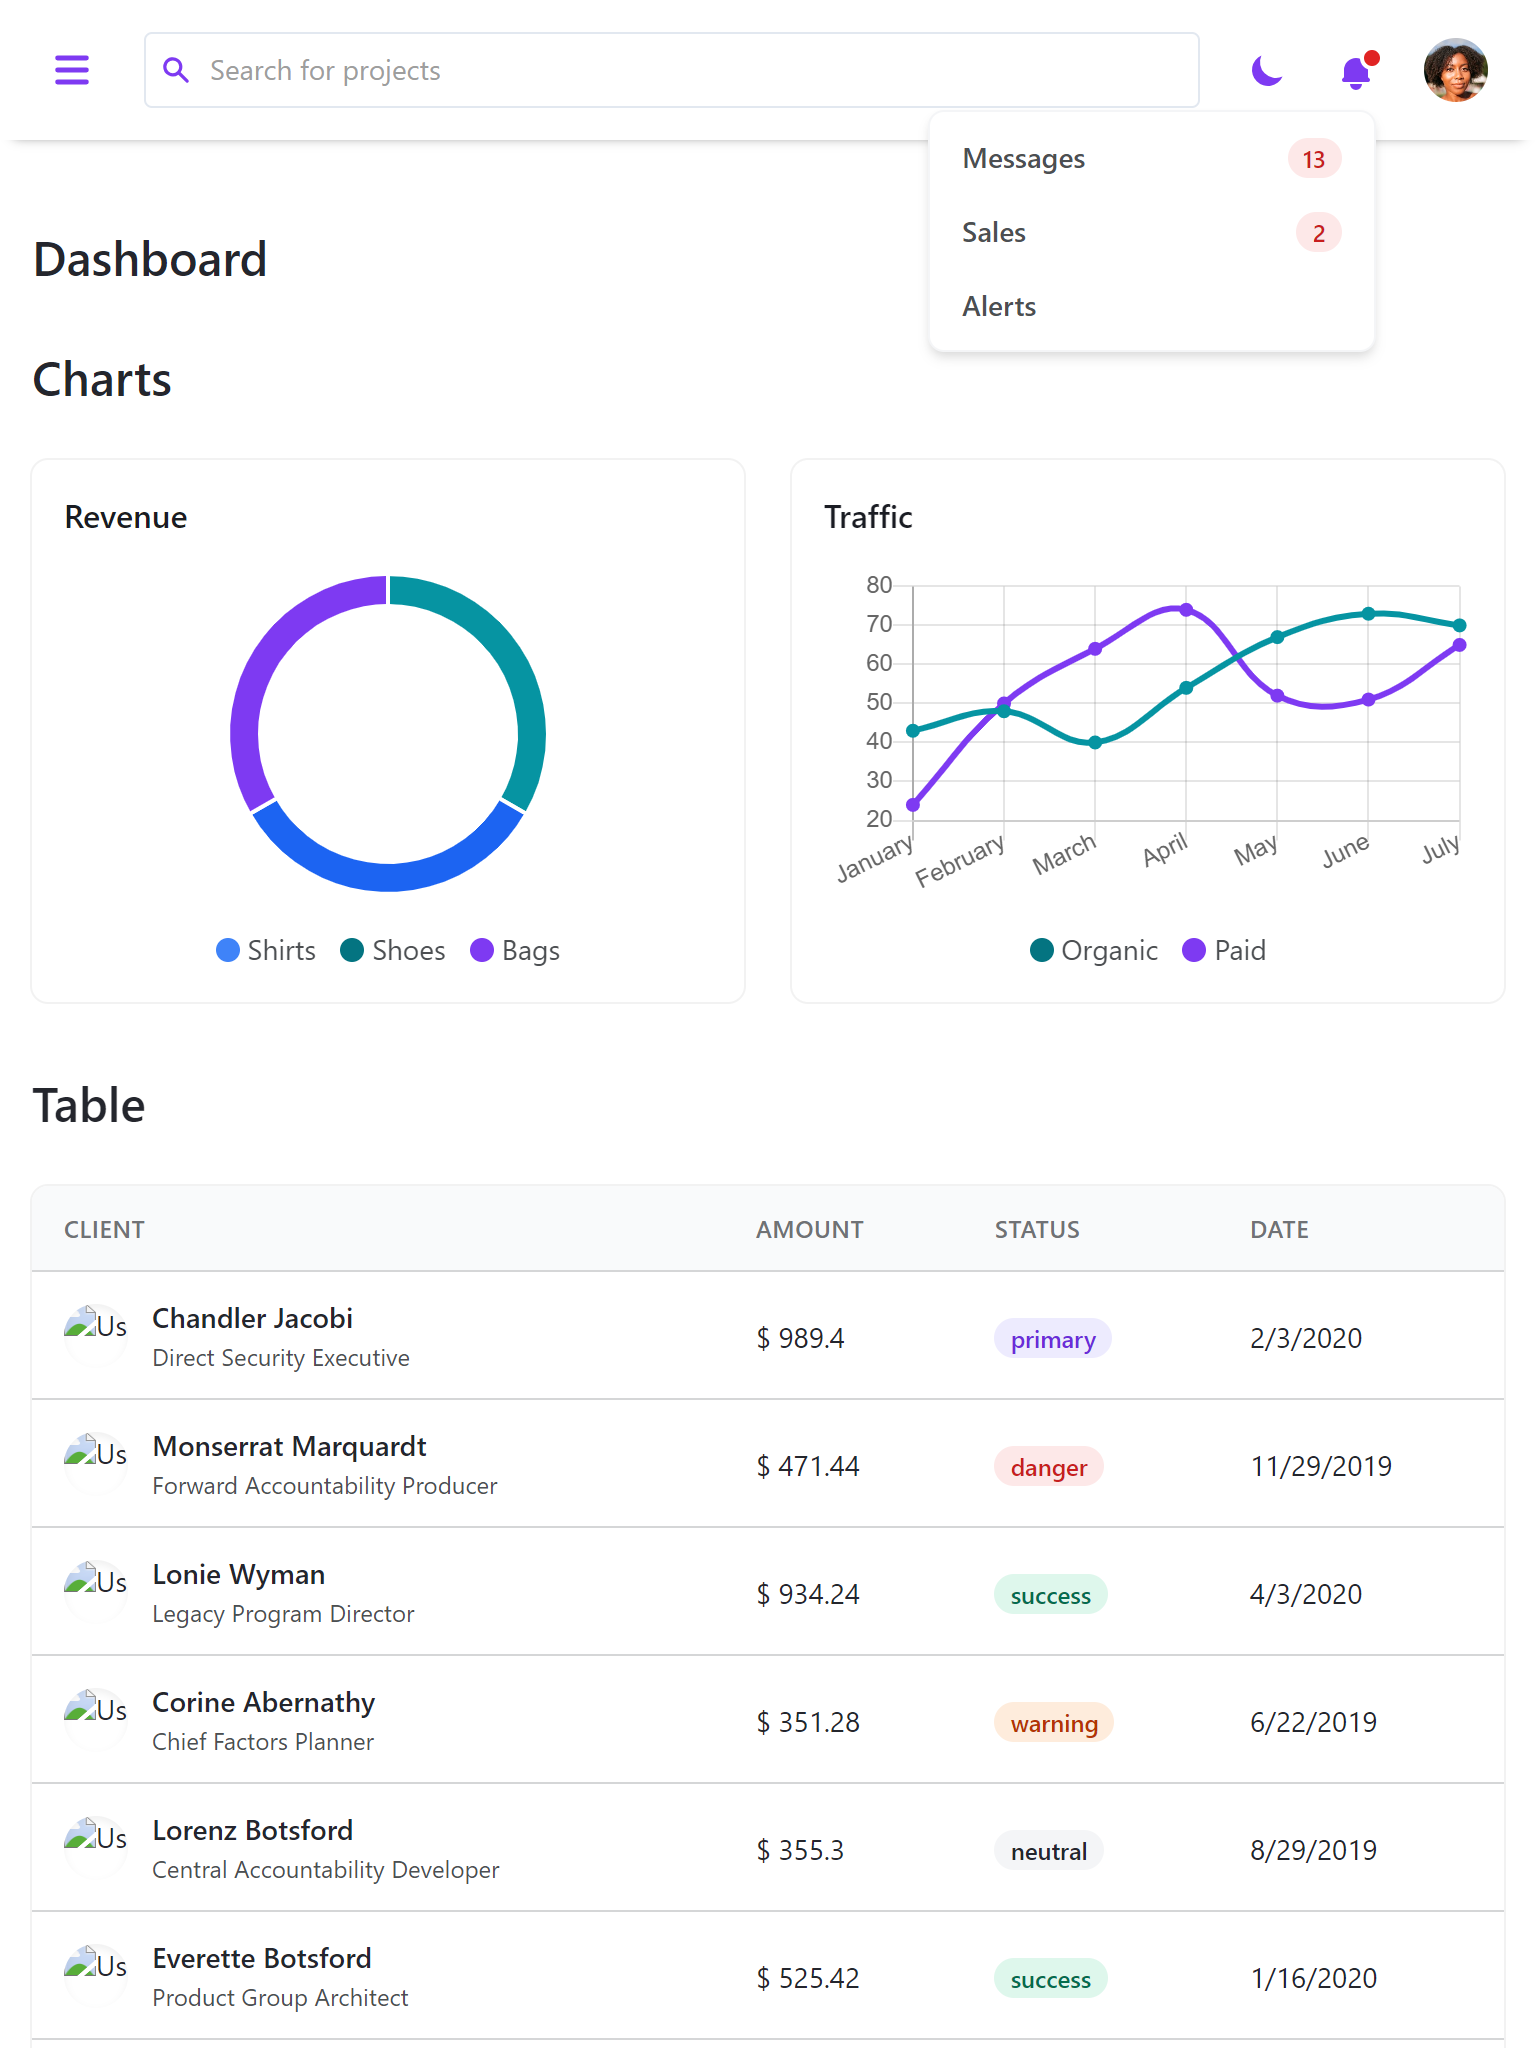 Search for projects
Messages 13
Sales 2
Alerts
Dashboard
Charts
Revenue
Shirts Shoes Bags
Traffic
80
70
60
50
40
30
20
January February March April May June July
Organic Paid
Table
CLIENT AMOUNT STATUS DATE
Us Chandler Jacobi
Direct Security Executive
$ 989.4 primary 2/3/2020
Us Monserrat Marquardt
Forward Accountability Producer
$ 471.44 danger 11/29/2019
Us Lonie Wyman
Legacy Program Director
$ 934.24 success 4/3/2020
Us Corine Abernathy
Chief Factors Planner
$ 351.28 warning 6/22/2019
Us Lorenz Botsford
Central Accountability Developer
$ 355.3 neutral 8/29/2019
Us Everette Botsford
Product Group Architect
$ 525.42 success 1/16/2020